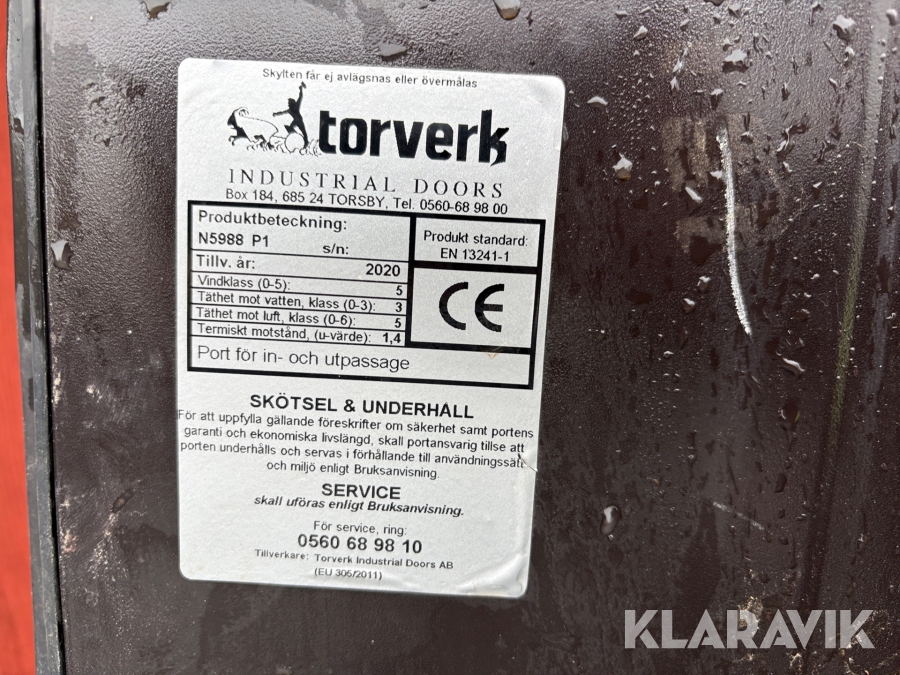 Skylten får ej avlägsnas eller övermålas
torverk
INDUSTRIAL DOORS
Box 184, 685 24 TORSBY, Tel. 0560-68 98 00
Produktbeteckning:
N5988 P1 s/n:
Tillv. år: 2020
Vindklass (0-5): 5
Täthet mot vatten, klass (0-3): 3
Täthet mot luft, klass (0-6): 5
Termiskt motstånd, (u-värde): 1,4
Produkt standard:
EN 13241-1
CE
Port för in- och utpassage
SKÖTSEL & UNDERHÅLL
För att uppfylla gällande föreskrifter om säkerhet samt portens
garanti och ekonomiska livslängd, skall portansvarig tillse att
porten underhålls och servas i förhållande till användningssätt
och miljö enligt Bruksanvisning.
SERVICE
skall uföras enligt Bruksanvisning.
För service, ring:
0560 68 98 10
Tillverkare: Torverk Industrial Doors AB
(EU 305/2011)
KLARAVIK